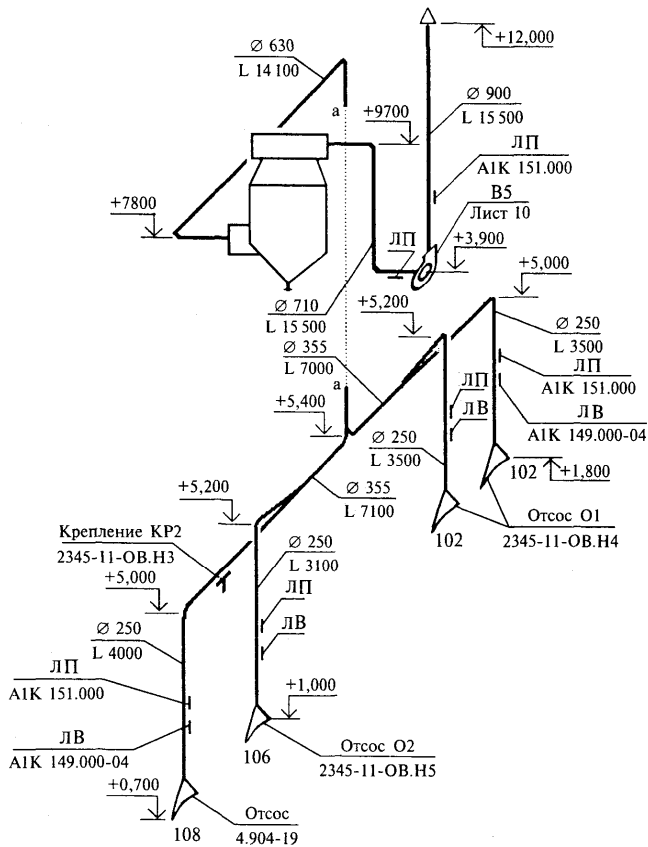 +12,000
Ø 630
L 14 100
Ø 900
L 15 500
а
+9700
ЛП
А1К 151.000
В5
Лист 10
+7800
ЛП
+3,900
+5,000
Ø 710
L 15 500
+5,200
Ø 250
L 3500
Ø 355
L 7000
ЛП
А1К 151.000
а
ЛП
ЛВ
ЛВ
А1К 149.000-04
+5,400
Ø 250
L 3500
102
+1,800
+5,200
Ø 355
L 7100
Отсос О1
2345-11-ОВ.Н4
102
Крепление КР2
2345-11-ОВ.Н3
Ø 250
L 3100
+5,000
ЛП
ЛВ
Ø 250
L 4000
ЛП
А1К 151.000
+1,000
ЛВ
А1К 149.000-04
Отсос О2
2345-11-ОВ.Н5
106
+0,700
Отсос
4.904-19
108